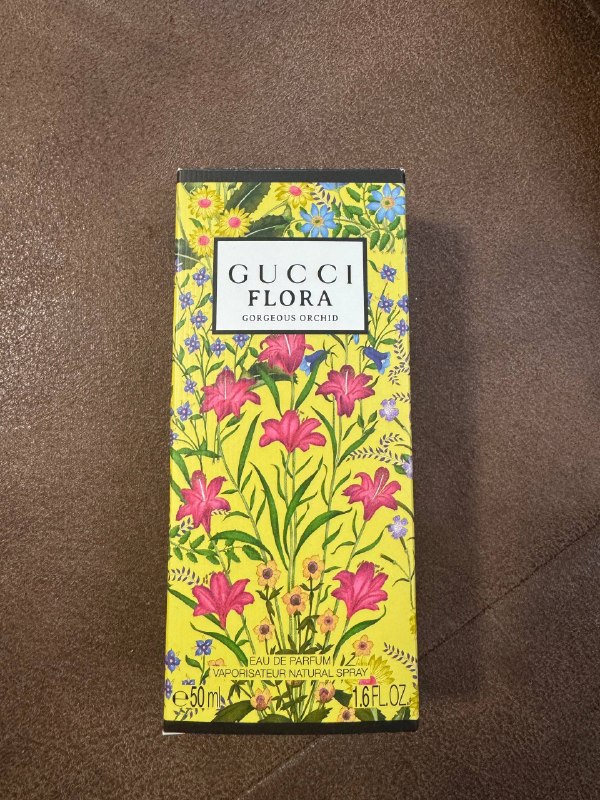 GUCCI
FLORA
GORGEOUS ORCHID
EAU DE PARFUM
VAPORISATEUR NATURAL SPRAY
℮50 ml 1.6 FL.OZ.